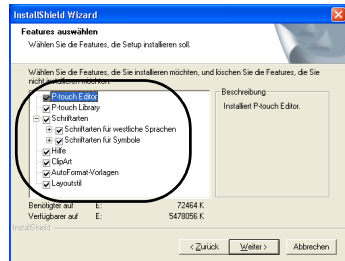 InstallShield Wizard
Features auswählen
Wählen Sie die Features, die Setup installieren soll.
Wählen Sie die Features, die Sie installieren möchten, und löschen Sie die Features, die Sie
nicht installieren möchten.
P-touch Editor
P-touch Library
Schriftarten
Schriftarten für westliche Sprachen
Schriftarten für Symbole
Hilfe
ClipArt
AutoFormat-Vorlagen
Layoutstil
Beschreibung
Installiert P-touch Editor.
Benötigter auf E: 72464 K
Verfügbarer auf E: 5478056 K
InstallShield
< Zurück Weiter > Abbrechen